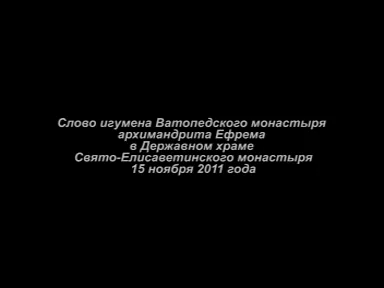 Слово игумена Ватопедского монастыря
архимандрита Ефрема
в Державном храме
Свято-Елисаветинского монастыря
15 ноября 2011 года